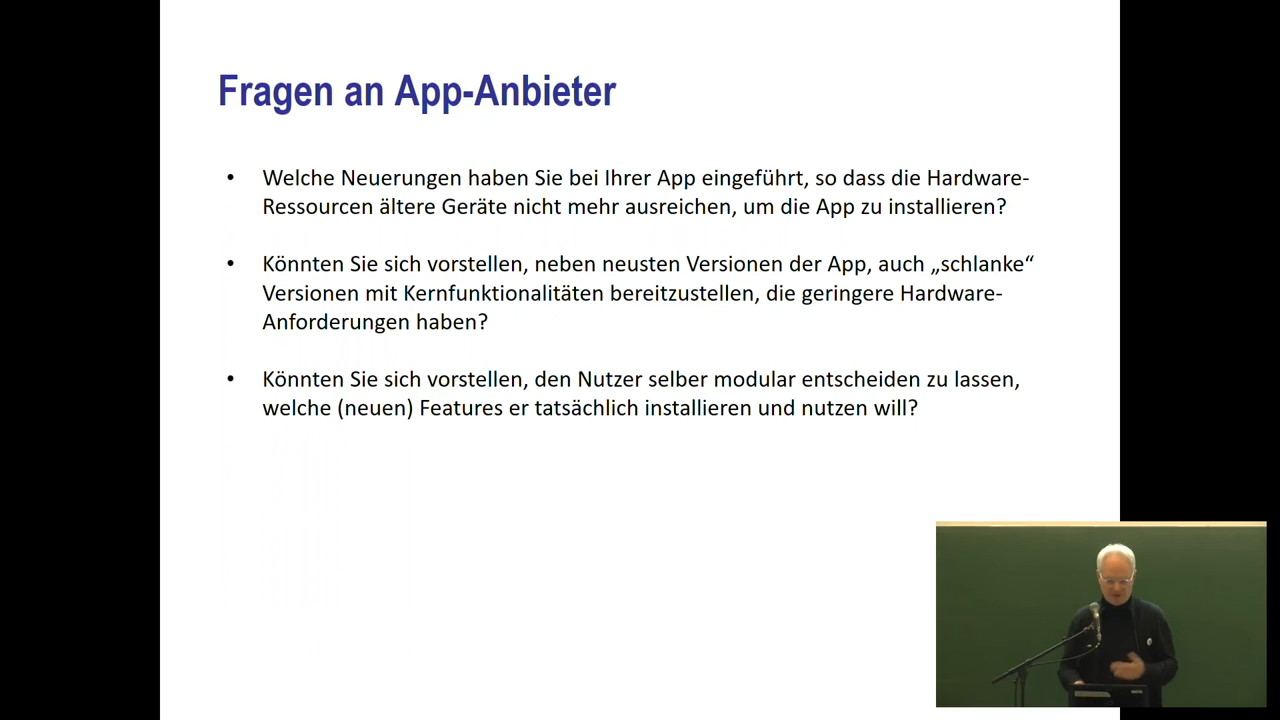 Fragen an App-Anbieter
• Welche Neuerungen haben Sie bei Ihrer App eingeführt, so dass die Hardware-
Ressourcen ältere Geräte nicht mehr ausreichen, um die App zu installieren?
• Könnten Sie sich vorstellen, neben neusten Versionen der App, auch „schlanke“
Versionen mit Kernfunktionalitäten bereitzustellen, die geringere Hardware-
Anforderungen haben?
• Könnten Sie sich vorstellen, den Nutzer selber modular entscheiden zu lassen,
welche (neuen) Features er tatsächlich installieren und nutzen will?